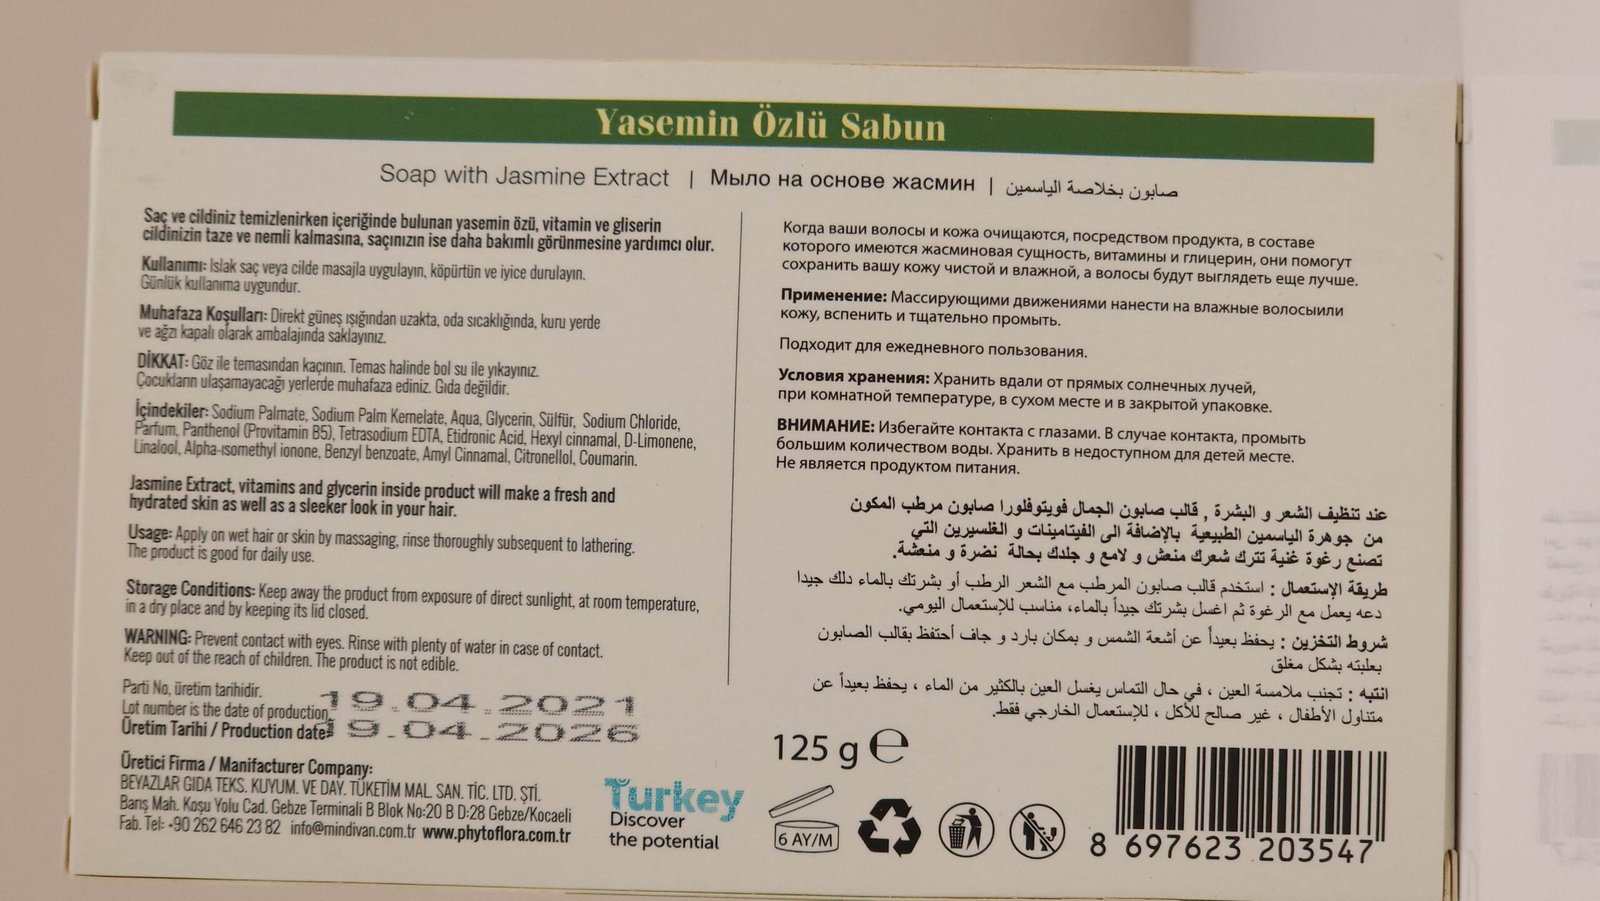 Yasemin Özlü Sabun
Soap with Jasmine Extract | Мыло на основе жасмин | صابون بخلاصة الياسمين
Saç ve cildiniz temizlenirken içeriğinde bulunan yasemin özü, vitamin ve gliserin
cildinizin taze ve nemli kalmasına, saçınızın ise daha bakımlı görünmesine yardımcı olur.
Kullanımı: Islak saç veya cilde masajla uygulayın, köpürtün ve iyice durulayın.
Günlük kullanıma uygundur.
Muhafaza Koşulları: Direkt güneş ışığından uzakta, oda sıcaklığında, kuru yerde
ve ağzı kapalı olarak ambalajında saklayınız.
DİKKAT: Göz ile temasından kaçının. Temas halinde bol su ile yıkayınız.
Çocukların ulaşamayacağı yerlerde muhafaza ediniz. Gıda değildir.
İçindekiler: Sodium Palmate, Sodium Palm Kernelate, Aqua, Glycerin, Sülfür, Sodium Chloride,
Parfum, Panthenol (Provitamin B5), Tetrasodium EDTA, Etidronic Acid, Hexyl cinnamal, D-Limonene,
Linalool, Alpha-ısomethyl ionone, Benzyl benzoate, Amyl Cinnamal, Citronellol, Coumarin.
Jasmine Extract, vitamins and glycerin inside product will make a fresh and
hydrated skin as well as a sleeker look in your hair.
Usage: Apply on wet hair or skin by massaging, rinse thoroughly subsequent to lathering.
The product is good for daily use.
Storage Conditions: Keep away the product from exposure of direct sunlight, at room temperature,
in a dry place and by keeping its lid closed.
WARNING: Prevent contact with eyes. Rinse with plenty of water in case of contact.
Keep out of the reach of children. The product is not edible.
Parti No, üretim tarihidir.
Lot number is the date of production.
19.04.2021
Üretim Tarihi / Production date:
19.04.2026
Üretici Firma / Manifacturer Company:
BEYAZLAR GIDA TEKS. KUYUM. VE DAY. TÜKETİM MAL. SAN. TİC. LTD. ŞTİ.
Barış Mah. Koşu Yolu Cad. Gebze Terminali B Blok No:20 B D:28 Gebze/Kocaeli
Fab. Tel: +90 262 646 23 82 info@mindivan.com.tr www.phytoflora.com.tr
Turkey
Discover
the potential
Когда ваши волосы и кожа очищаются, посредством продукта, в составе
которого имеются жасминовая сущность, витамины и глицерин, они помогут
сохранить вашу кожу чистой и влажной, а волосы будут выглядеть еще лучше.
Применение: Массирующими движениями нанести на влажные волосыили
кожу, вспенить и тщательно промыть.
Подходит для ежедневного пользования.
Условия хранения: Хранить вдали от прямых солнечных лучей,
при комнатной температуре, в сухом месте и в закрытой упаковке.
ВНИМАНИЕ: Избегайте контакта с глазами. В случае контакта, промыть
большим количеством воды. Хранить в недоступном для детей месте.
Не является продуктом питания.
عند تنظيف الشعر و البشرة , قالب صابون الجمال فويتوفلورا صابون مرطب المكون
من جوهرة الياسمين الطبيعية بالإضافة الى الفيتامينات و الغلسيرين التي
تصنع رغوة غنية تترك شعرك منعش و لامع و جلدك بحالة نضرة و منعشة.
طريقة الإستعمال : استخدم قالب صابون المرطب مع الشعر الرطب أو بشرتك بالماء دلك جيدا
دعه يعمل مع الرغوة ثم اغسل بشرتك جيداً بالماء، مناسب للإستعمال اليومي.
شروط التخزين : يحفظ بعيداً عن أشعة الشمس و بمكان بارد و جاف أحتفظ بقالب الصابون
بعلبته بشكل مغلق
انتبه : تجنب ملامسة العين ، في حال التماس يغسل العين بالكثير من الماء ، يحفظ بعيداً عن
متناول الأطفال ، غير صالح للأكل ، للإستعمال الخارجي فقط.
125 g ℮
6 AY/M
8 697623 203547